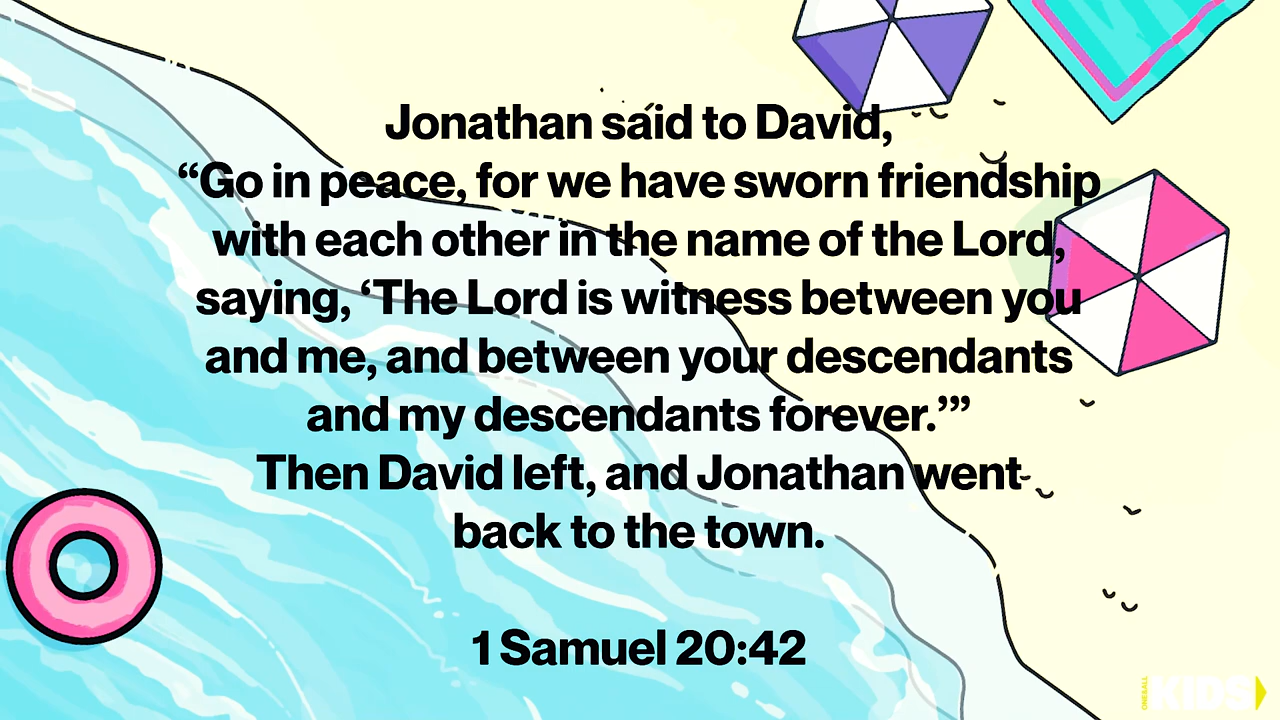 Jonathan said to David,
“Go in peace, for we have sworn friendship
with each other in the name of the Lord,
saying, ‘The Lord is witness between you
and me, and between your descendants
and my descendants forever.’”
Then David left, and Jonathan went
back to the town.
1 Samuel 20:42
ONE&ALL
KIDS